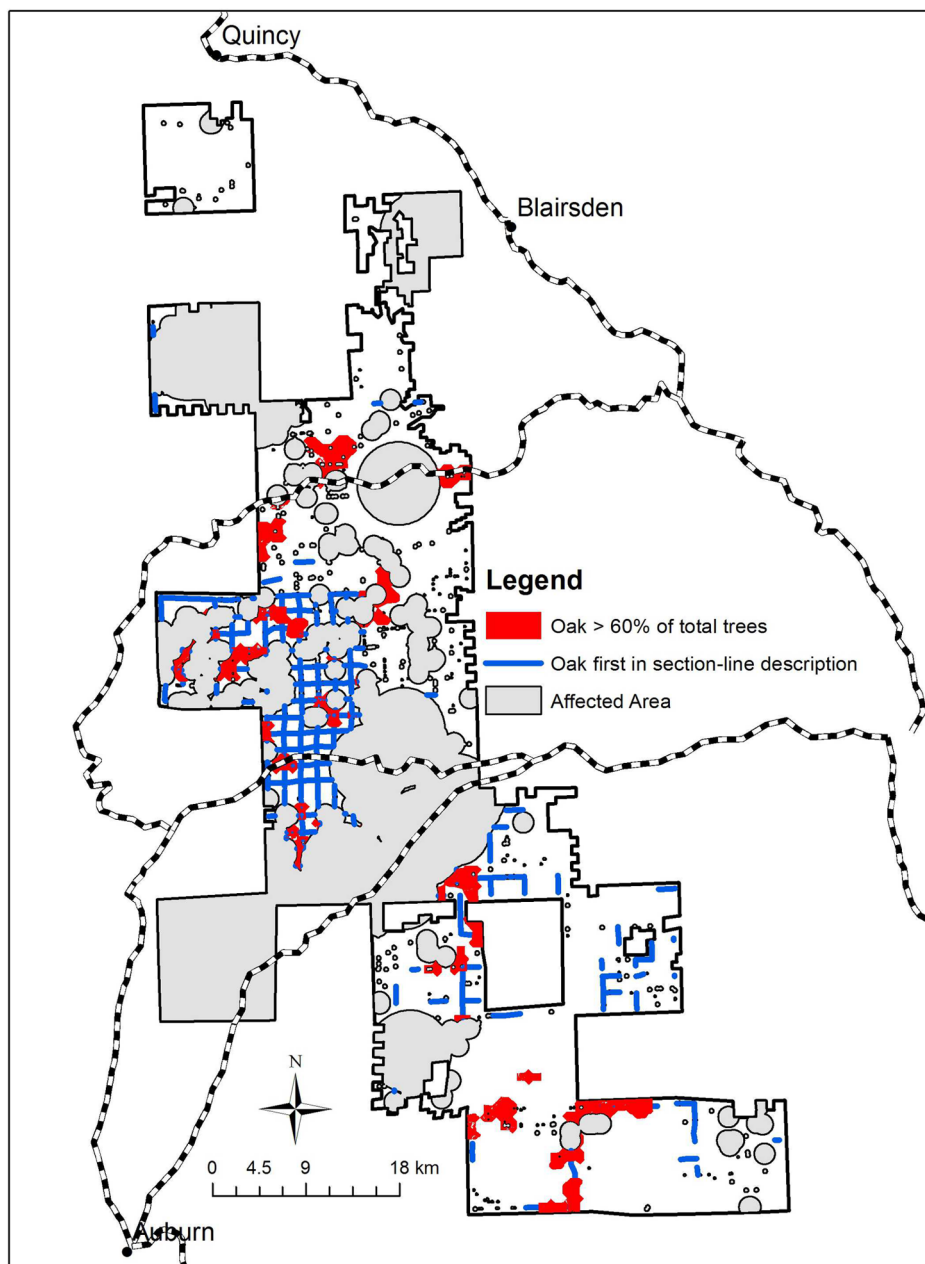 Quincy
Blairsden
Legend
Oak > 60% of total trees
Oak first in section-line description
Affected Area
N
0 4.5 9 18 km
Auburn